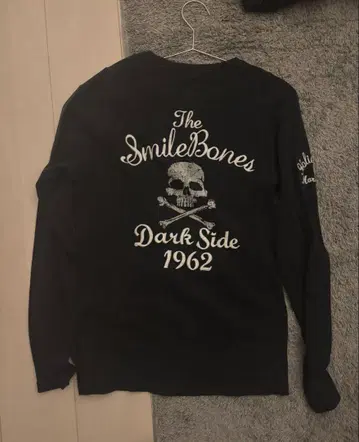 The
SmileBones
Dark Side
1962